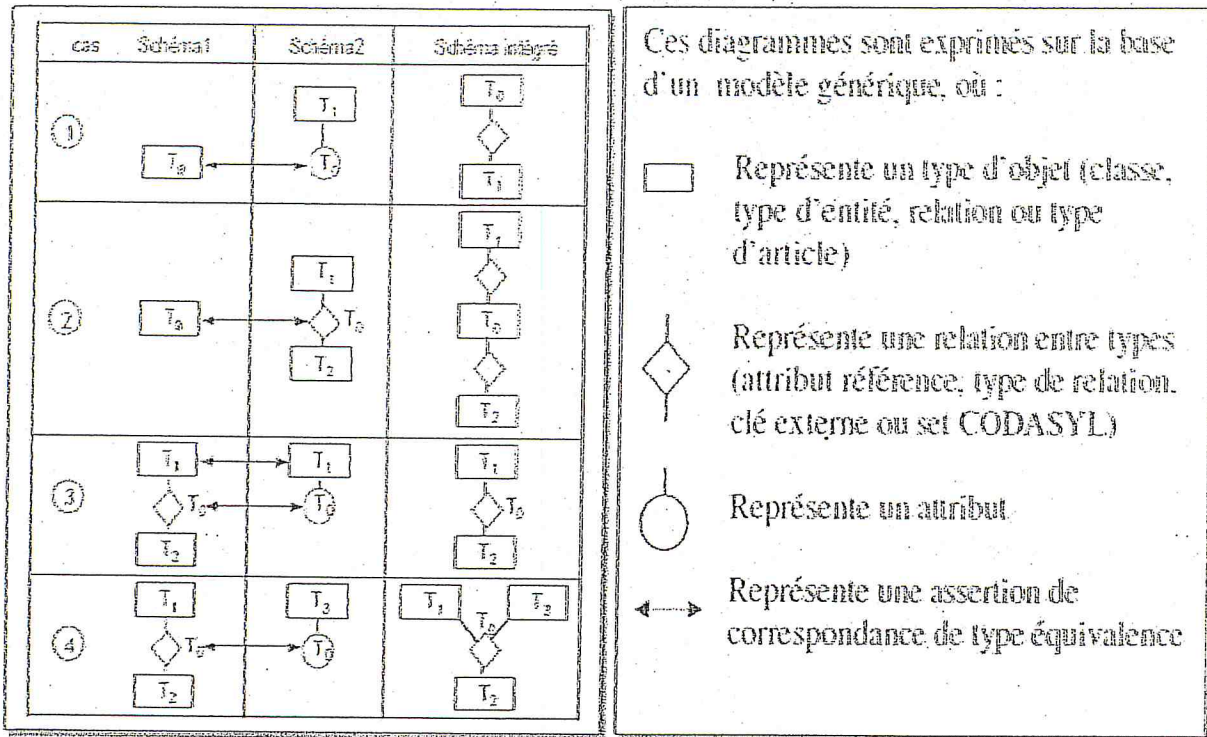 cas Schéma1 Schéma2 Schéma intégré
1
T₁
T₀
T₀ T₀
T₁
2
T₁
T₁
T₀ T₀ T₀
T₂
T₂
3
T₁ T₁ T₁
T₀ T₀ T₀
T₂ T₂
4
T₁ T₃ T₁ T₃
T₀ T₀ T₀
T₂ T₂
Ces diagrammes sont exprimés sur la base
d'un modèle générique, où :
Représente un type d'objet (classe,
type d'entité, relation ou type
d'article)
Représente une relation entre types
(attribut référence, type de relation,
clé externe ou set CODASYL)
Représente un attribut
Représente une assertion de
correspondance de type équivalence